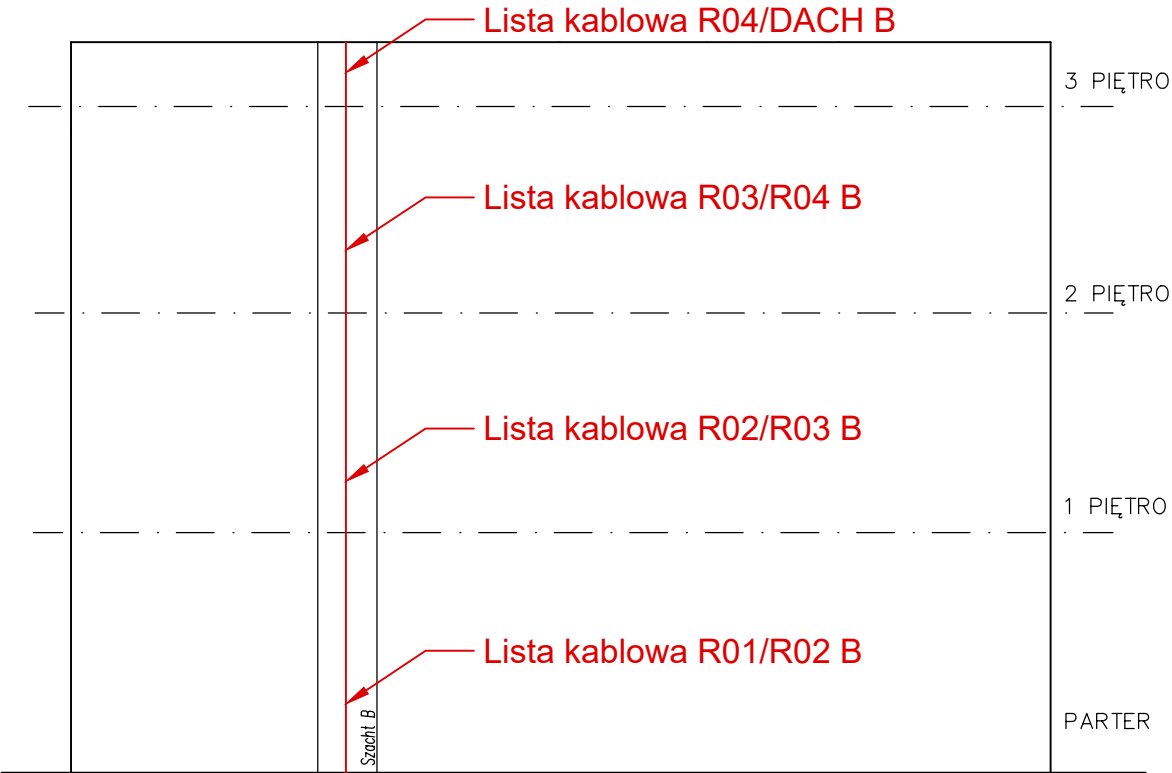 Lista kablowa R04/DACH B
3 PIĘTRO
Lista kablowa R03/R04 B
2 PIĘTRO
Lista kablowa R02/R03 B
1 PIĘTRO
Lista kablowa R01/R02 B
Szacht B
PARTER